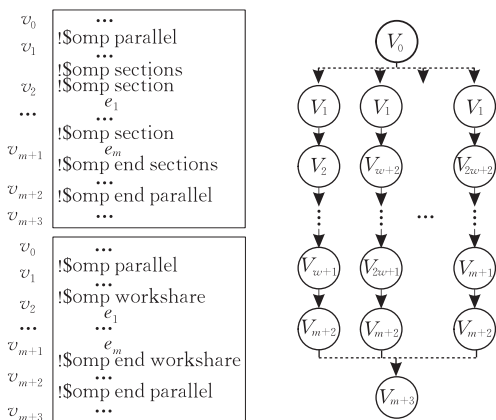 v0 ...
!$omp parallel
v1 ...
!$omp sections
v2 !$omp section
e1
... ...
!$omp section
vm+1 em
!$omp end sections
vm+2 ...
!$omp end parallel
vm+3 ...
v0 ...
!$omp parallel
v1 ...
!$omp workshare
v2 e1
... ...
vm+1 em
!$omp end workshare
vm+2 ...
!$omp end parallel
vm+3 ...
V0
V1 V1 V1
V2 Vw+2 V2w+2
... ... ... ...
Vw+1 V2w+1 Vm+1
Vm+2 Vm+2 Vm+2
Vm+3